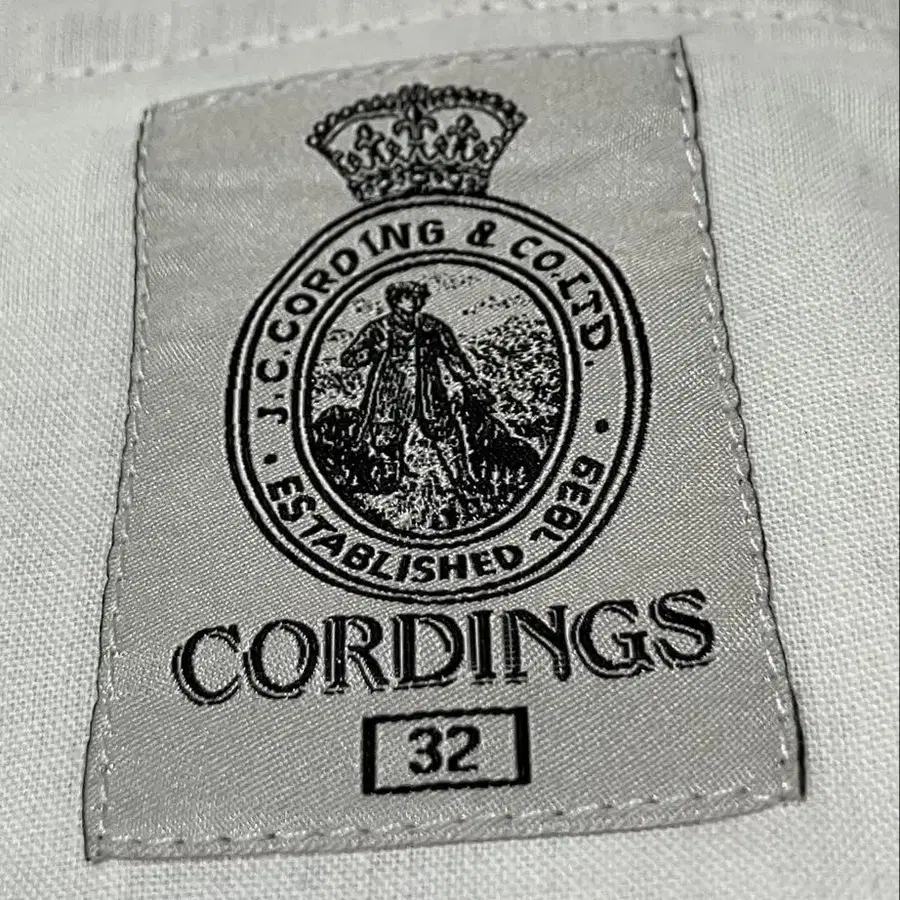 J.C.CORDING & CO.LTD.
• ESTABLISHED 1839 •
CORDINGS
32